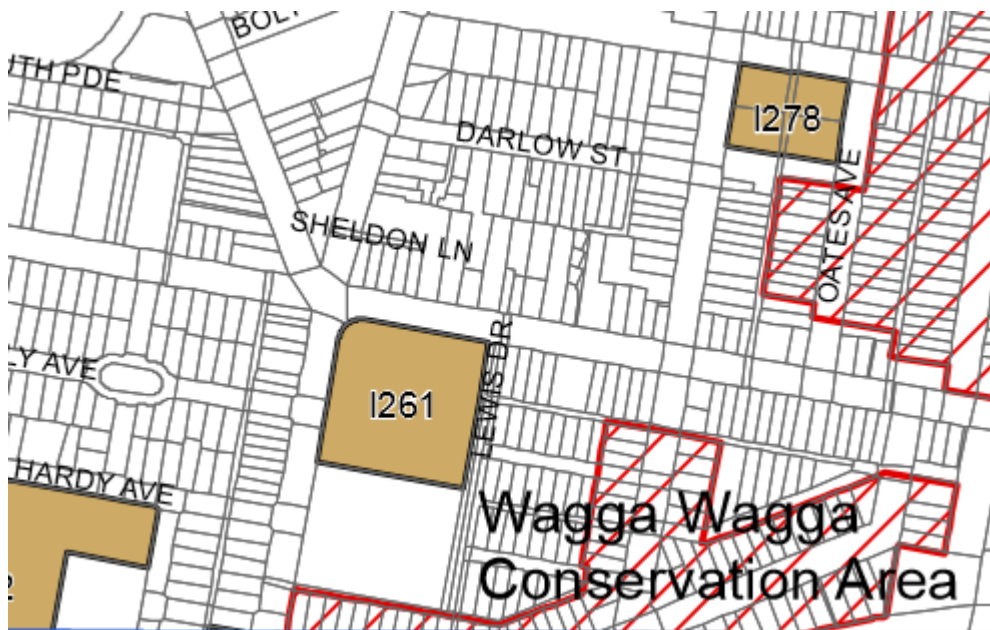 BOL
UTH PDE
DARLOW ST
I278
OATES AVE
SHELDON LN
LEWIS DR
LY AVE
I261
HARDY AVE
Wagga Wagga
Conservation Area
2